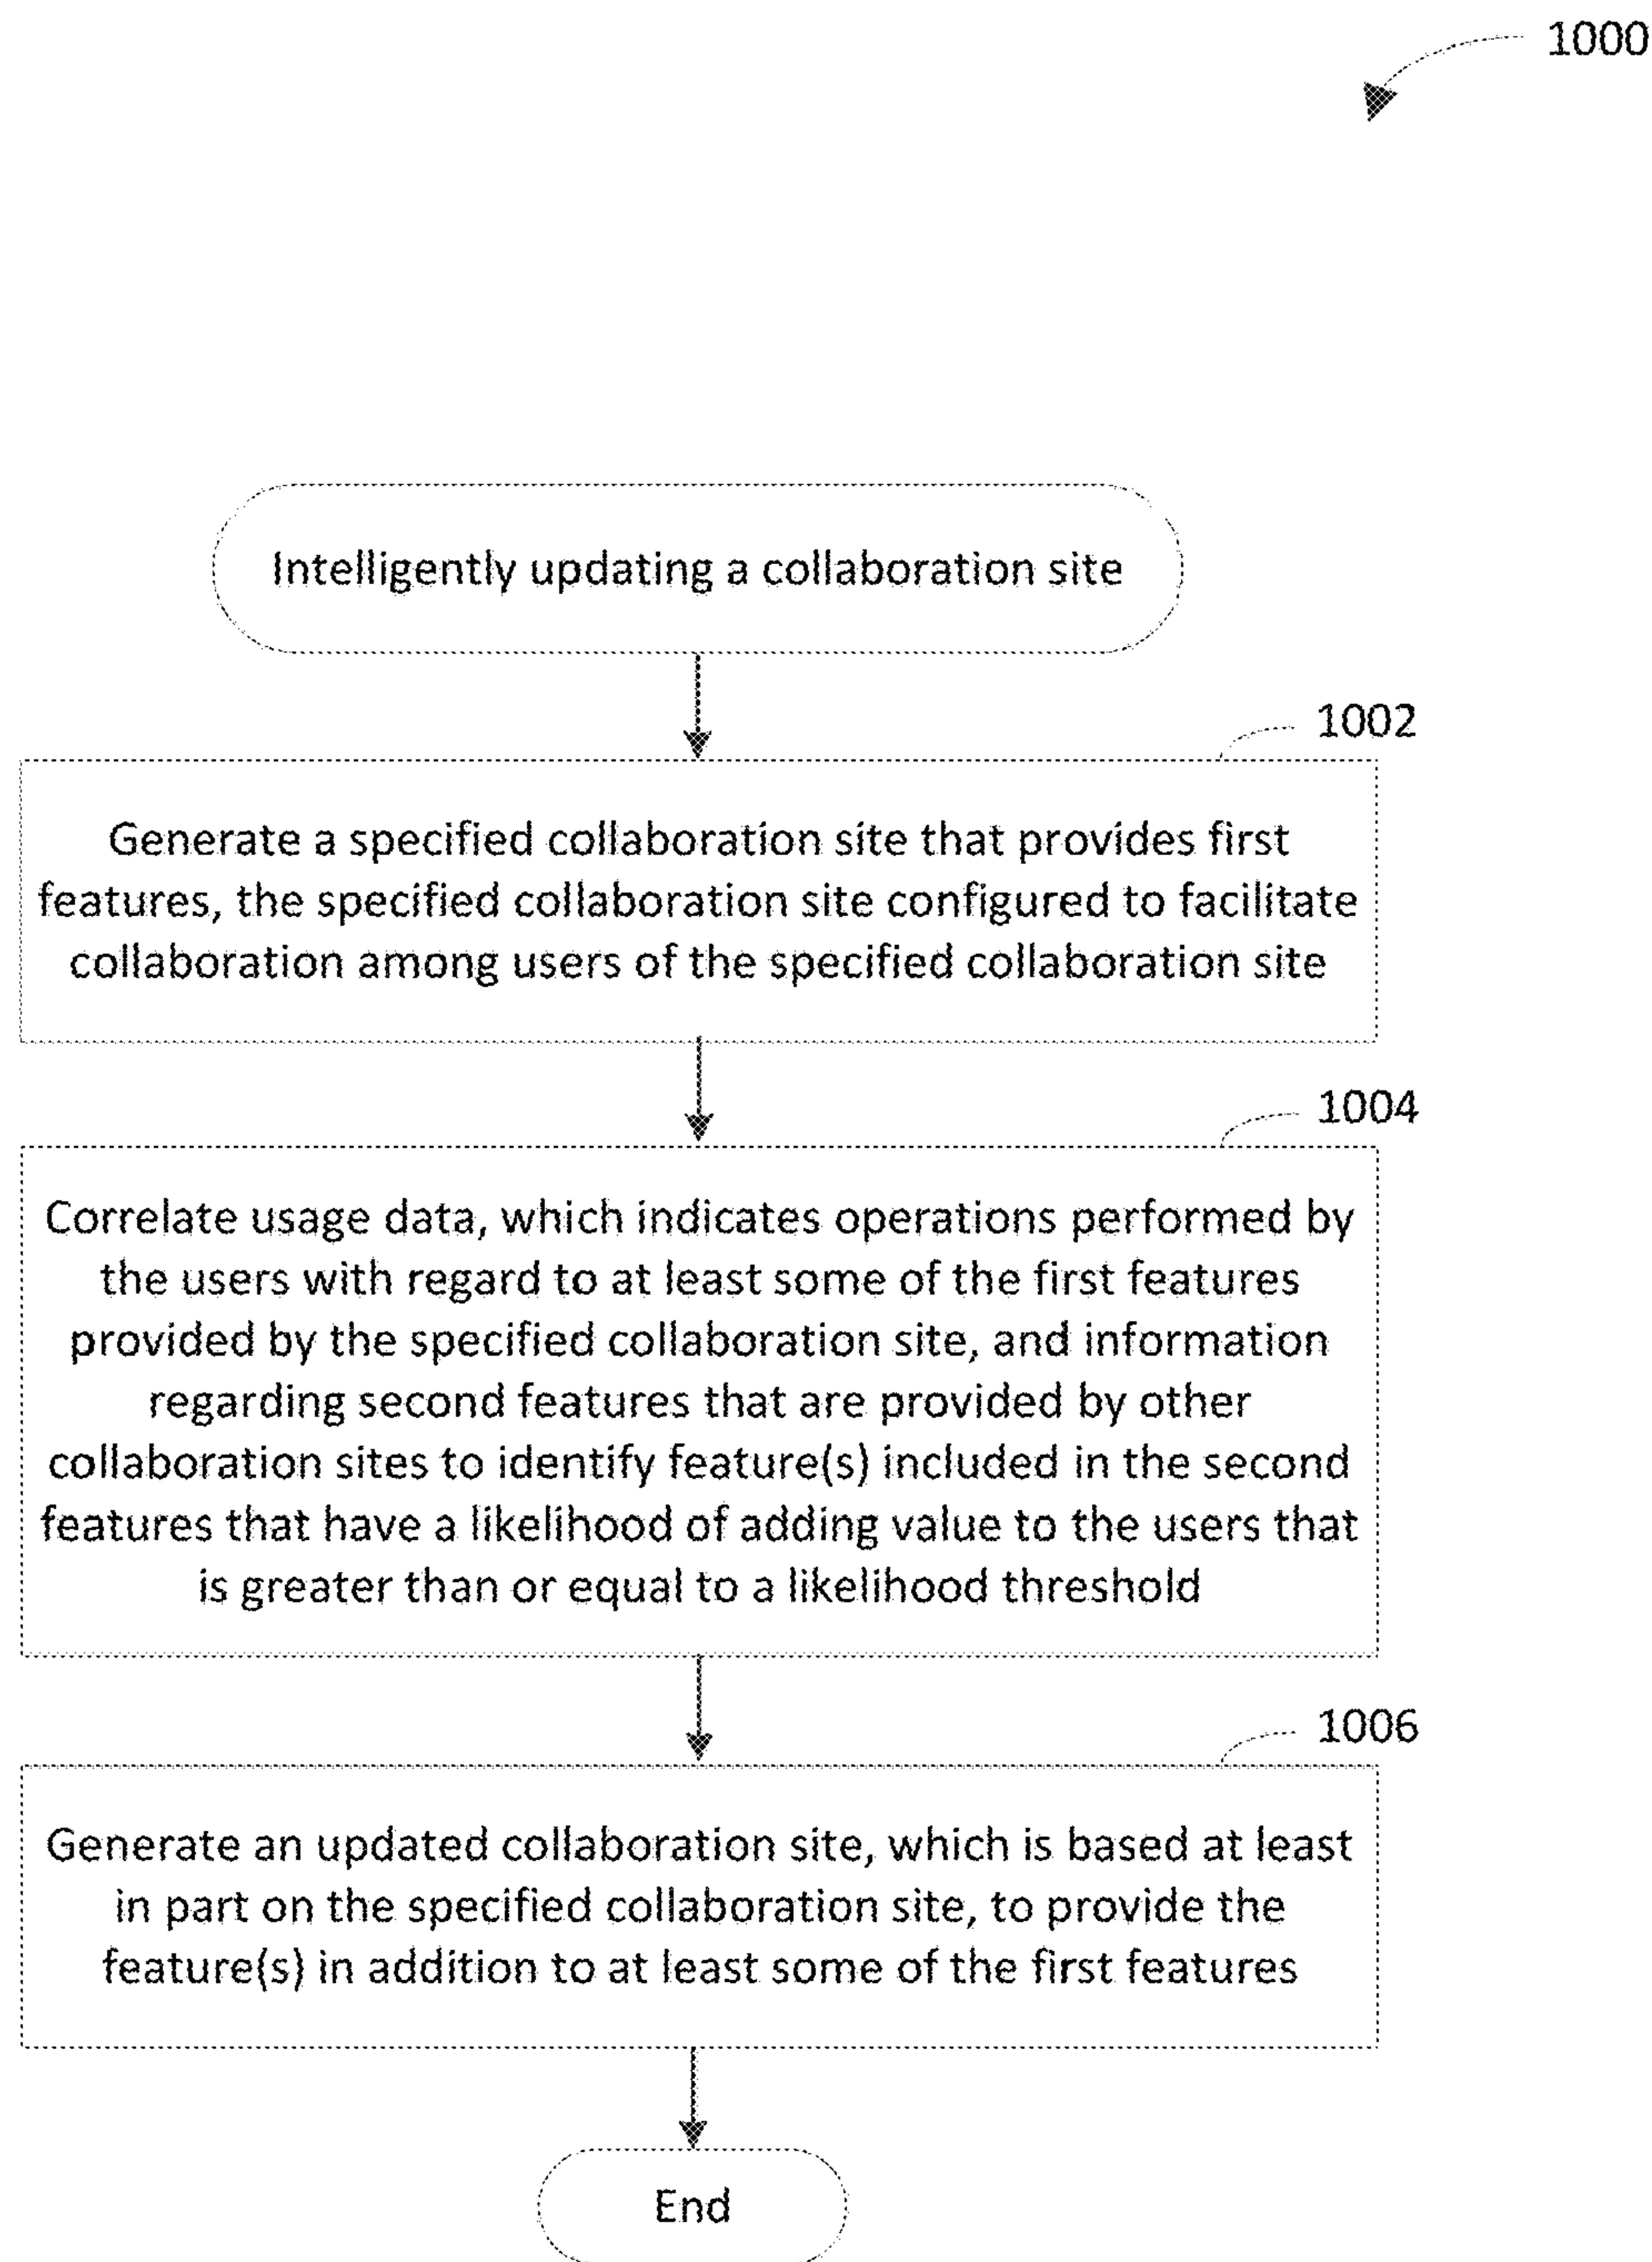 1000
Intelligently updating a collaboration site
1002
Generate a specified collaboration site that provides first
features, the specified collaboration site configured to facilitate
collaboration among users of the specified collaboration site
1004
Correlate usage data, which indicates operations performed by
the users with regard to at least some of the first features
provided by the specified collaboration site, and information
regarding second features that are provided by other
collaboration sites to identify feature(s) included in the second
features that have a likelihood of adding value to the users that
is greater than or equal to a likelihood threshold
1006
Generate an updated collaboration site, which is based at least
in part on the specified collaboration site, to provide the
feature(s) in addition to at least some of the first features
End